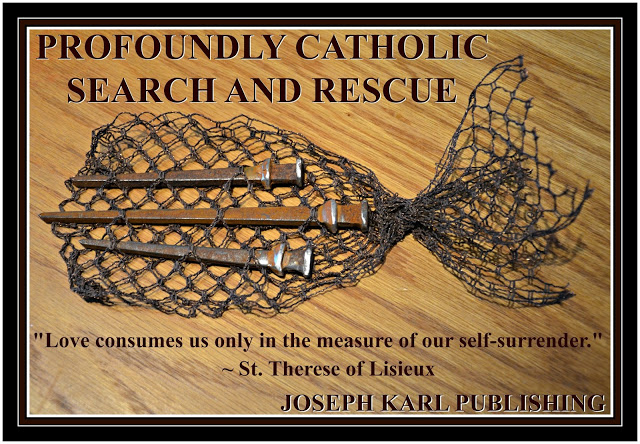 PROFOUNDLY CATHOLIC
SEARCH AND RESCUE
"Love consumes us only in the measure of our self-surrender."
~ St. Therese of Lisieux
JOSEPH KARL PUBLISHING